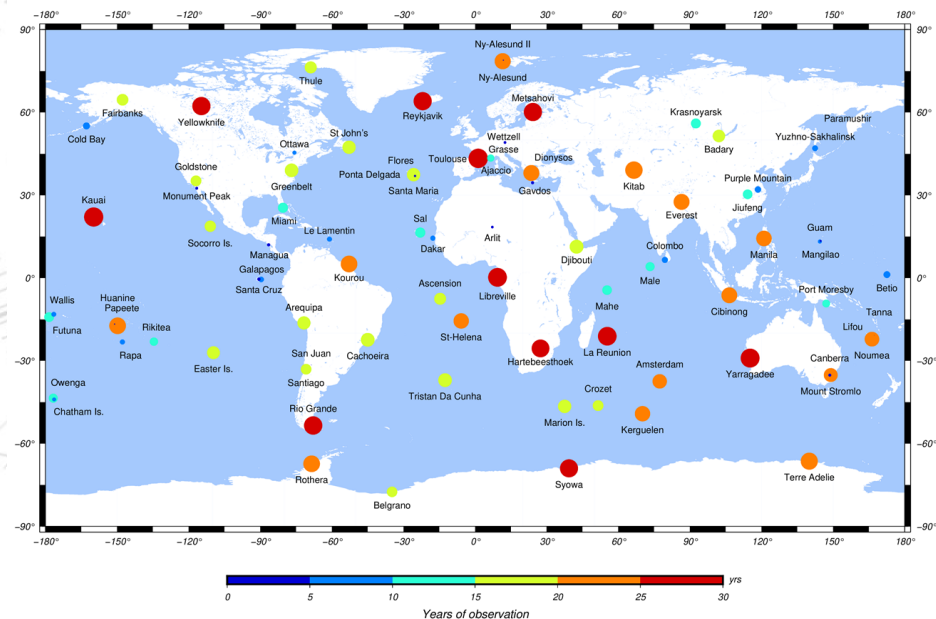 −180° −150° −120° −90° −60° −30° 0° 30° 60° 90° 120° 150° 180°
90° 90°
Ny-Alesund II
Ny-Alesund
Thule
Metsahovi
Fairbanks
Yellowknife
Reykjavik
Krasnoyarsk
Paramushir
60° 60°
Cold Bay
Ottawa
St John's
Wettzell
Grasse
Badary
Yuzhno-Sakhalinsk
Goldstone
Flores
Toulouse
Dionysos
Ponta Delgada
Ajaccio
Kitab
Purple Mountain
Monument Peak
Greenbelt
Santa Maria
Gavdos
30° 30°
Kauai
Miami
Everest
Jiufeng
Socorro Is.
Le Lamentin
Sal
Dakar
Arlit
Guam
Managua
Djibouti
Colombo
Manila
Mangilao
Galapagos
Santa Cruz
Kourou
Ascension
Libreville
Male
0° 0°
Betio
Wallis
Huanine
Papeete
Rikitea
Arequipa
Mahe
Cibinong
Port Moresby
Tanna
Futuna
Rapa
San Juan
Cachoeira
St-Helena
Lifou
Noumea
−30° −30°
Easter Is.
Santiago
Hartebeesthoek
La Reunion
Amsterdam
Yarragadee
Canberra
Mount Stromlo
Owenga
Chatham Is.
Rio Grande
Tristan Da Cunha
Marion Is.
Crozet
Kerguelen
−60° −60°
Rothera
Belgrano
Syowa
Terre Adelie
−90° −90°
−180° −150° −120° −90° −60° −30° 0° 30° 60° 90° 120° 150° 180°
yrs
0 5 10 15 20 25 30
Years of observation